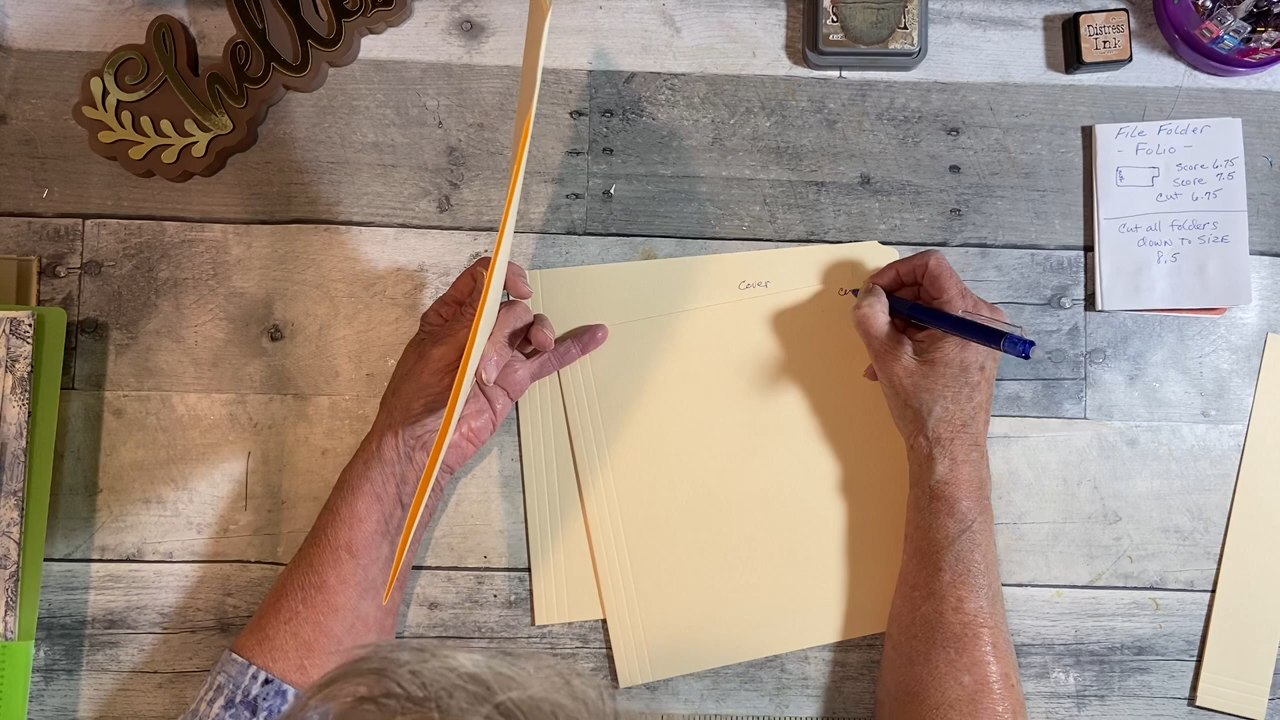 hello
Distress
Ink
File Folder
- Folio -
Score 6.75
Score 7.5
Cut 6.75
Cut all folders
down to SIZE
8.5
Cover